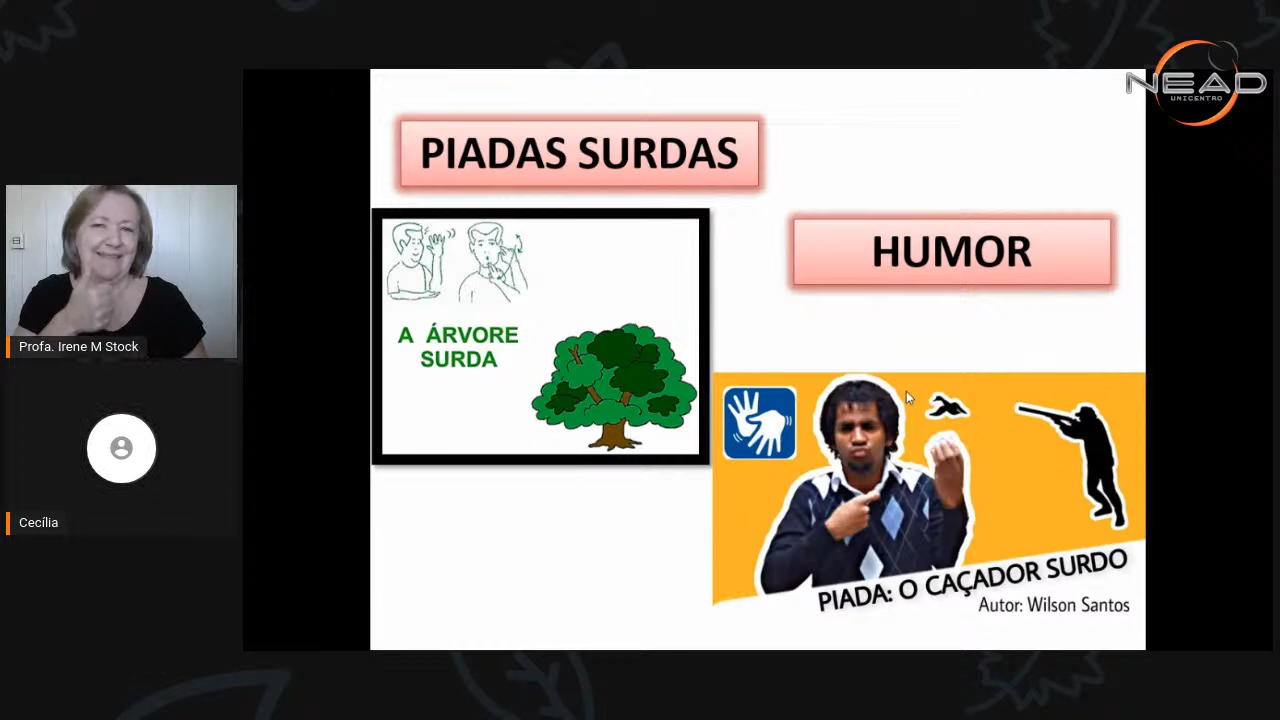 NEAD
UNICENTRO
PIADAS SURDAS
HUMOR
A ÁRVORE
SURDA
Profa. Irene M Stock
PIADA: O CAÇADOR SURDO
Autor: Wilson Santos
Cecília